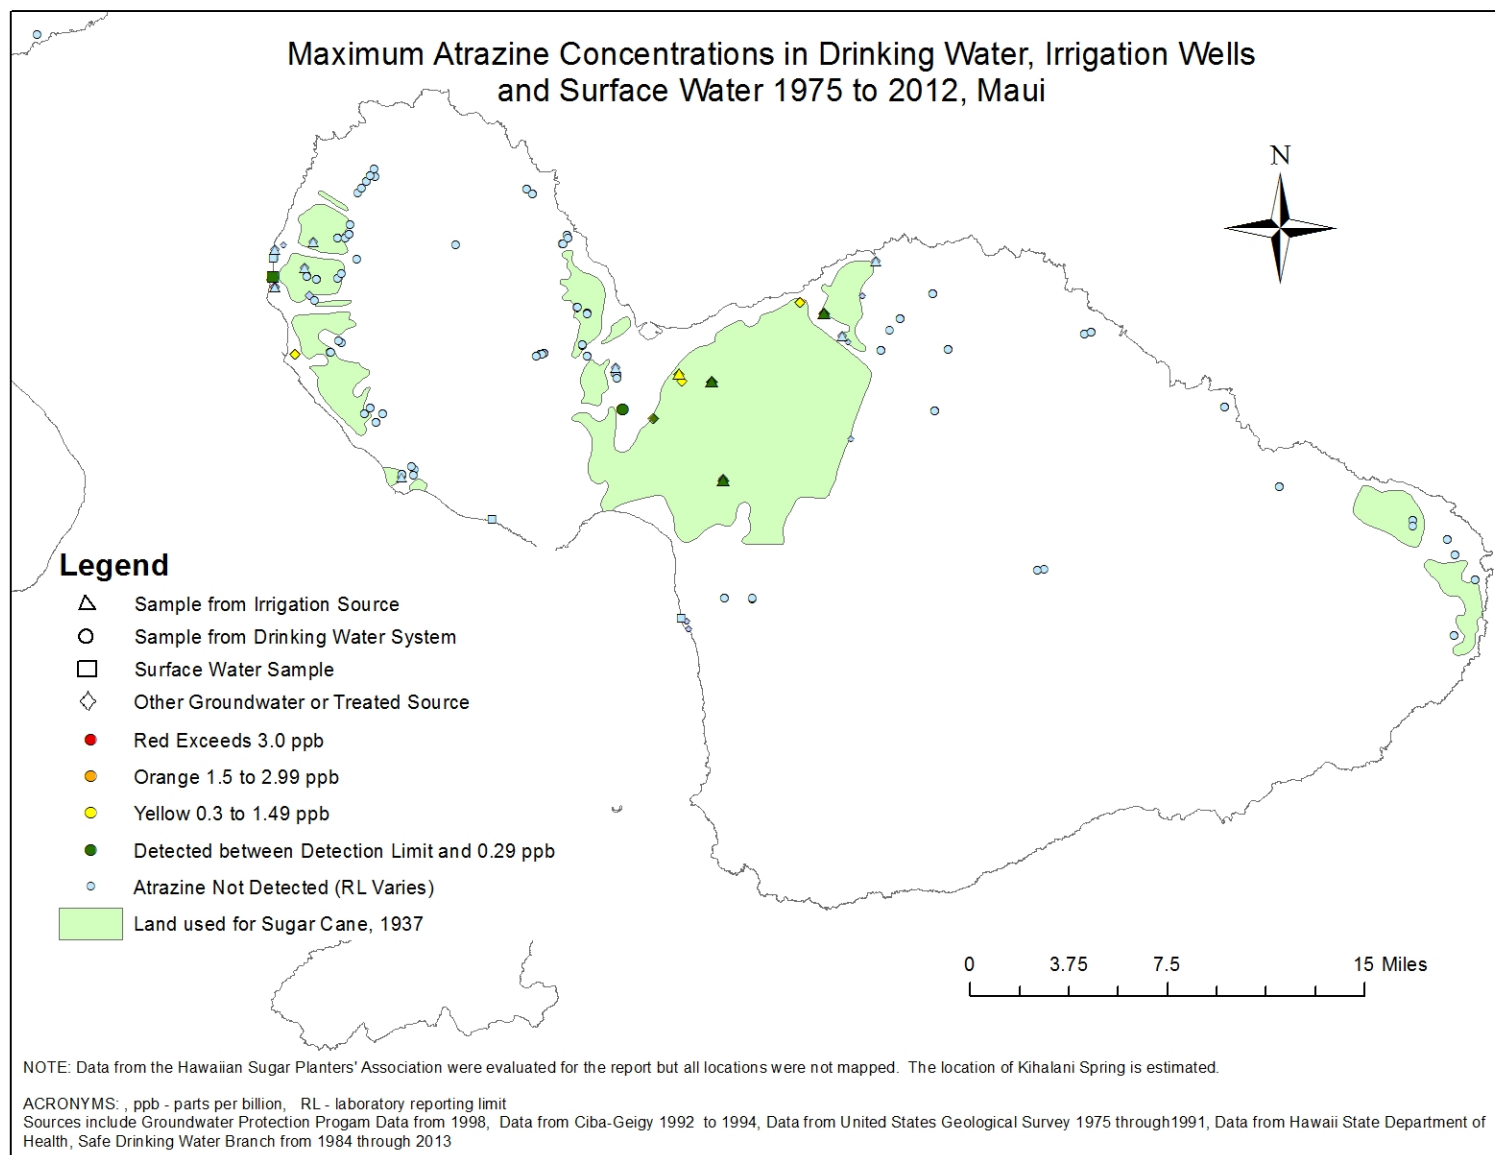 Maximum Atrazine Concentrations in Drinking Water, Irrigation Wells
and Surface Water 1975 to 2012, Maui
N
Legend
Sample from Irrigation Source
Sample from Drinking Water System
Surface Water Sample
Other Groundwater or Treated Source
Red Exceeds 3.0 ppb
Orange 1.5 to 2.99 ppb
Yellow 0.3 to 1.49 ppb
Detected between Detection Limit and 0.29 ppb
Atrazine Not Detected (RL Varies)
Land used for Sugar Cane, 1937
0 3.75 7.5 15 Miles
NOTE: Data from the Hawaiian Sugar Planters' Association were evaluated for the report but all locations were not mapped. The location of Kihalani Spring is estimated.
ACRONYMS: , ppb - parts per billion, RL - laboratory reporting limit
Sources include Groundwater Protection Progam Data from 1998, Data from Ciba-Geigy 1992 to 1994, Data from United States Geological Survey 1975 through1991, Data from Hawaii State Department of
Health, Safe Drinking Water Branch from 1984 through 2013